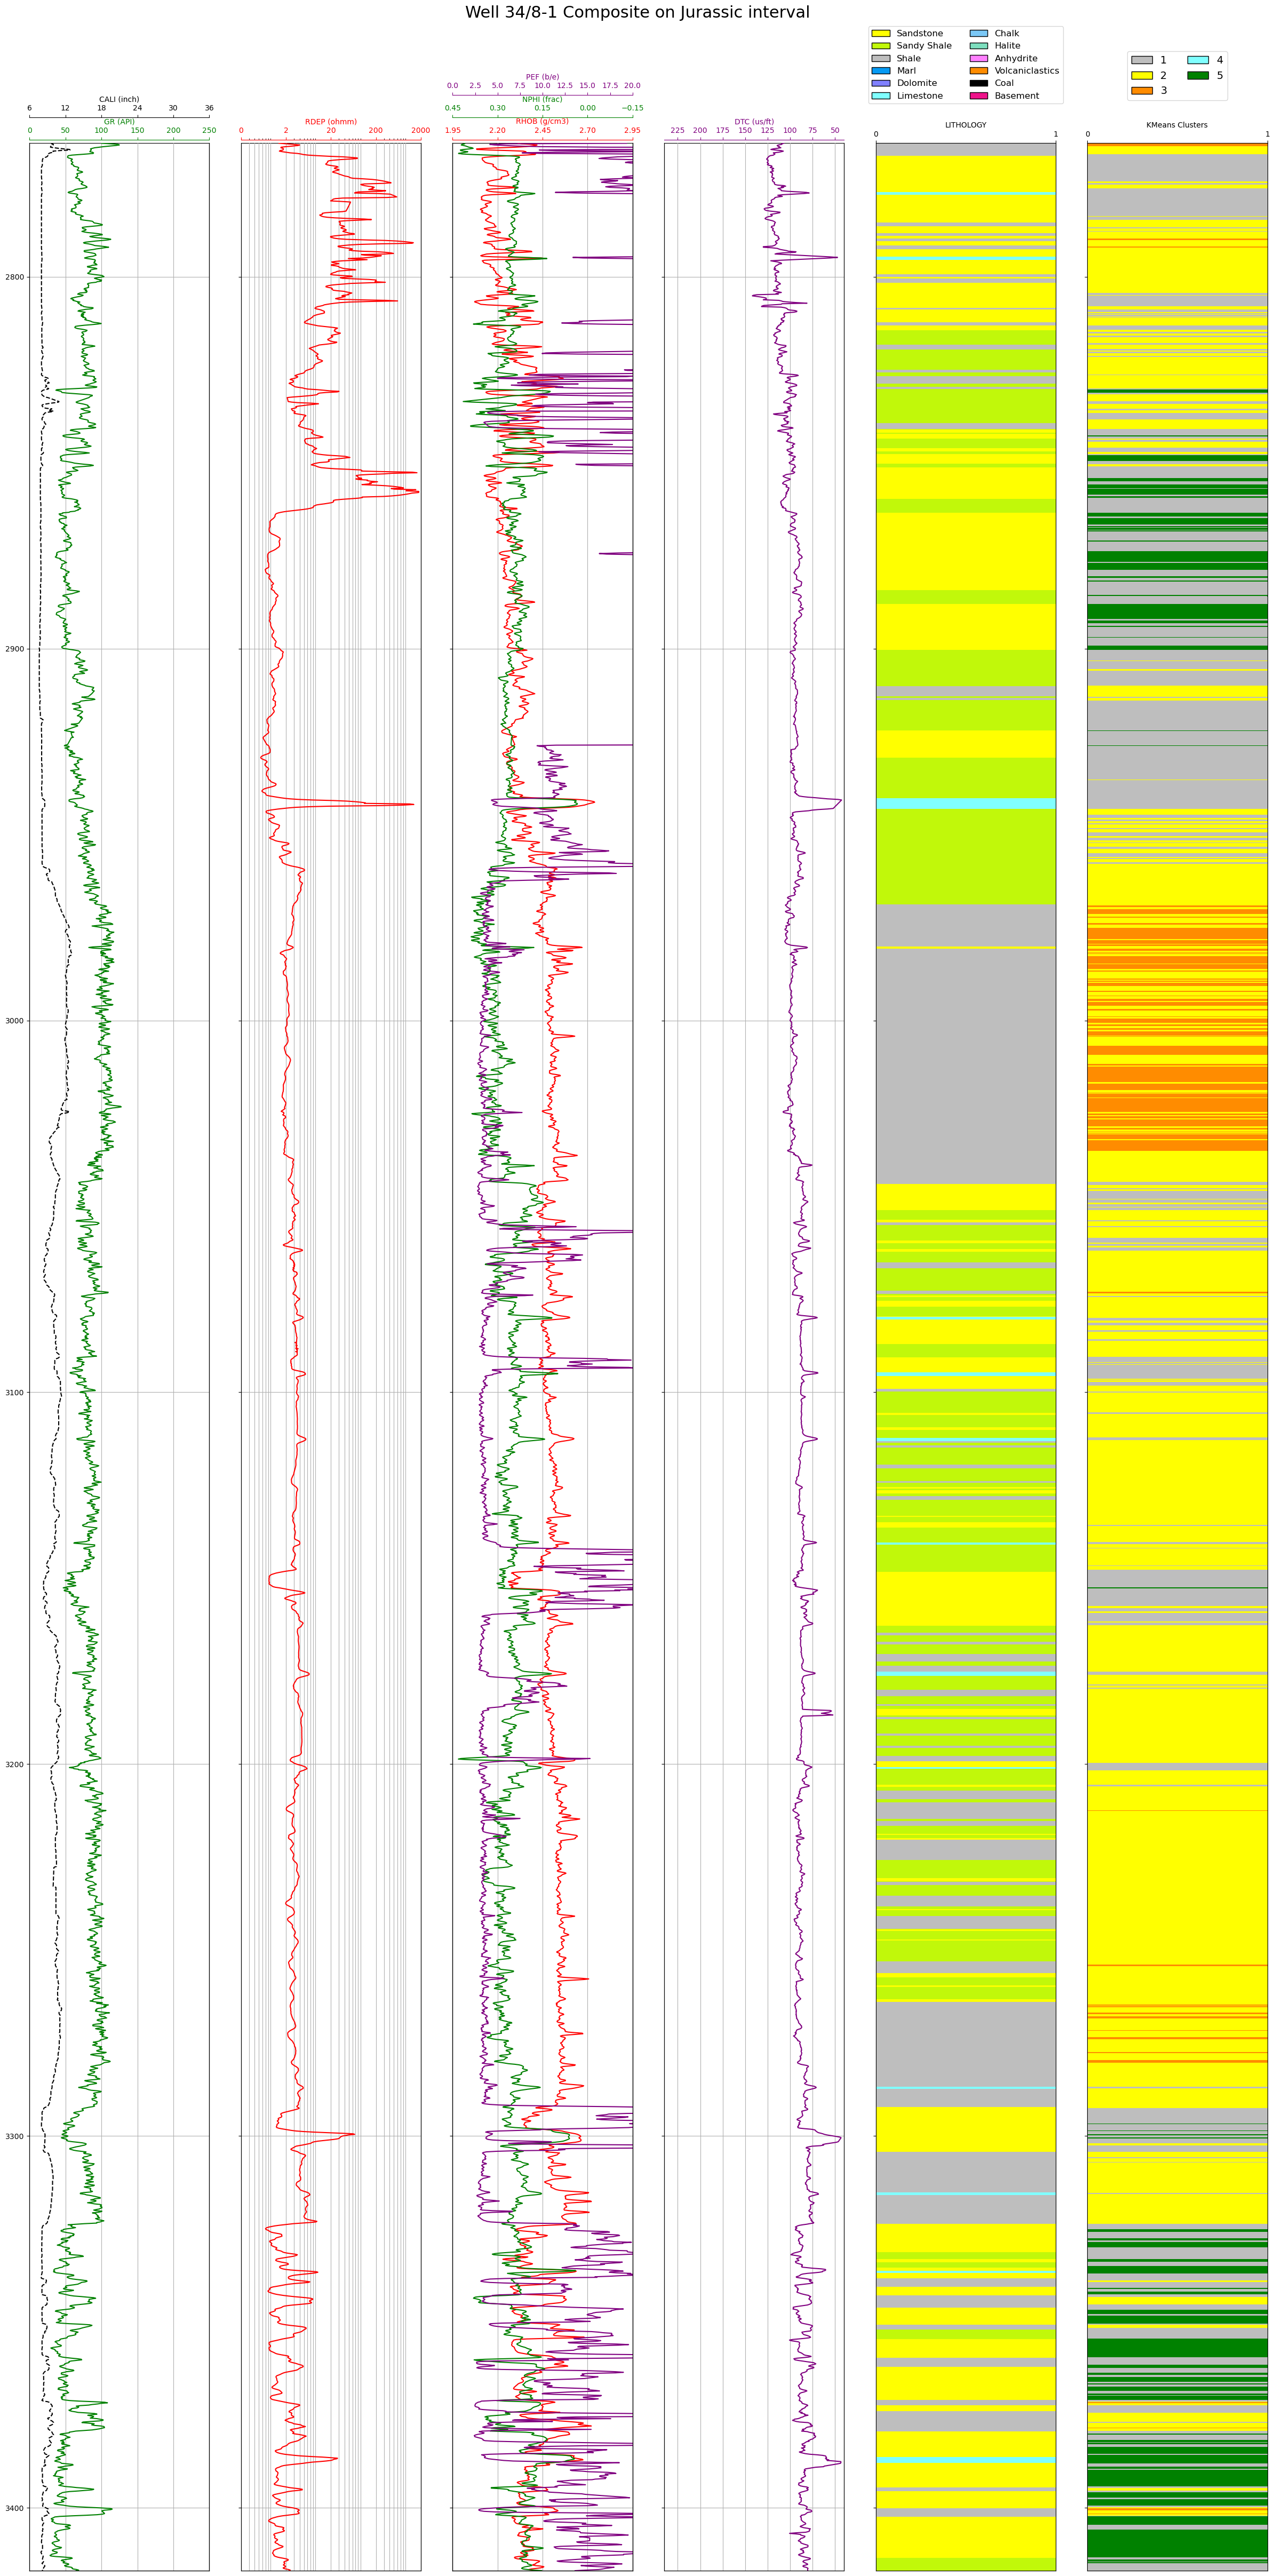 Well 34/8-1 Composite on Jurassic interval
Sandstone
Sandy Shale
Shale
Marl
Dolomite
Limestone
Chalk
Halite
Anhydrite
Volcaniclastics
Coal
Basement
1
2
3
4
5
CALI (inch)
6 12 18 24 30 36
GR (API)
0 50 100 150 200 250
RDEP (ohmm)
0 2 20 200 2000
PEF (b/e)
0.0 2.5 5.0 7.5 10.0 12.5 15.0 17.5 20.0
NPHI (frac)
0.45 0.30 0.15 0.00 −0.15
RHOB (g/cm3)
1.95 2.20 2.45 2.70 2.95
DTC (us/ft)
225 200 175 150 125 100 75 50
LITHOLOGY
0 1
KMeans Clusters
0 1
2800
2900
3000
3100
3200
3300
3400